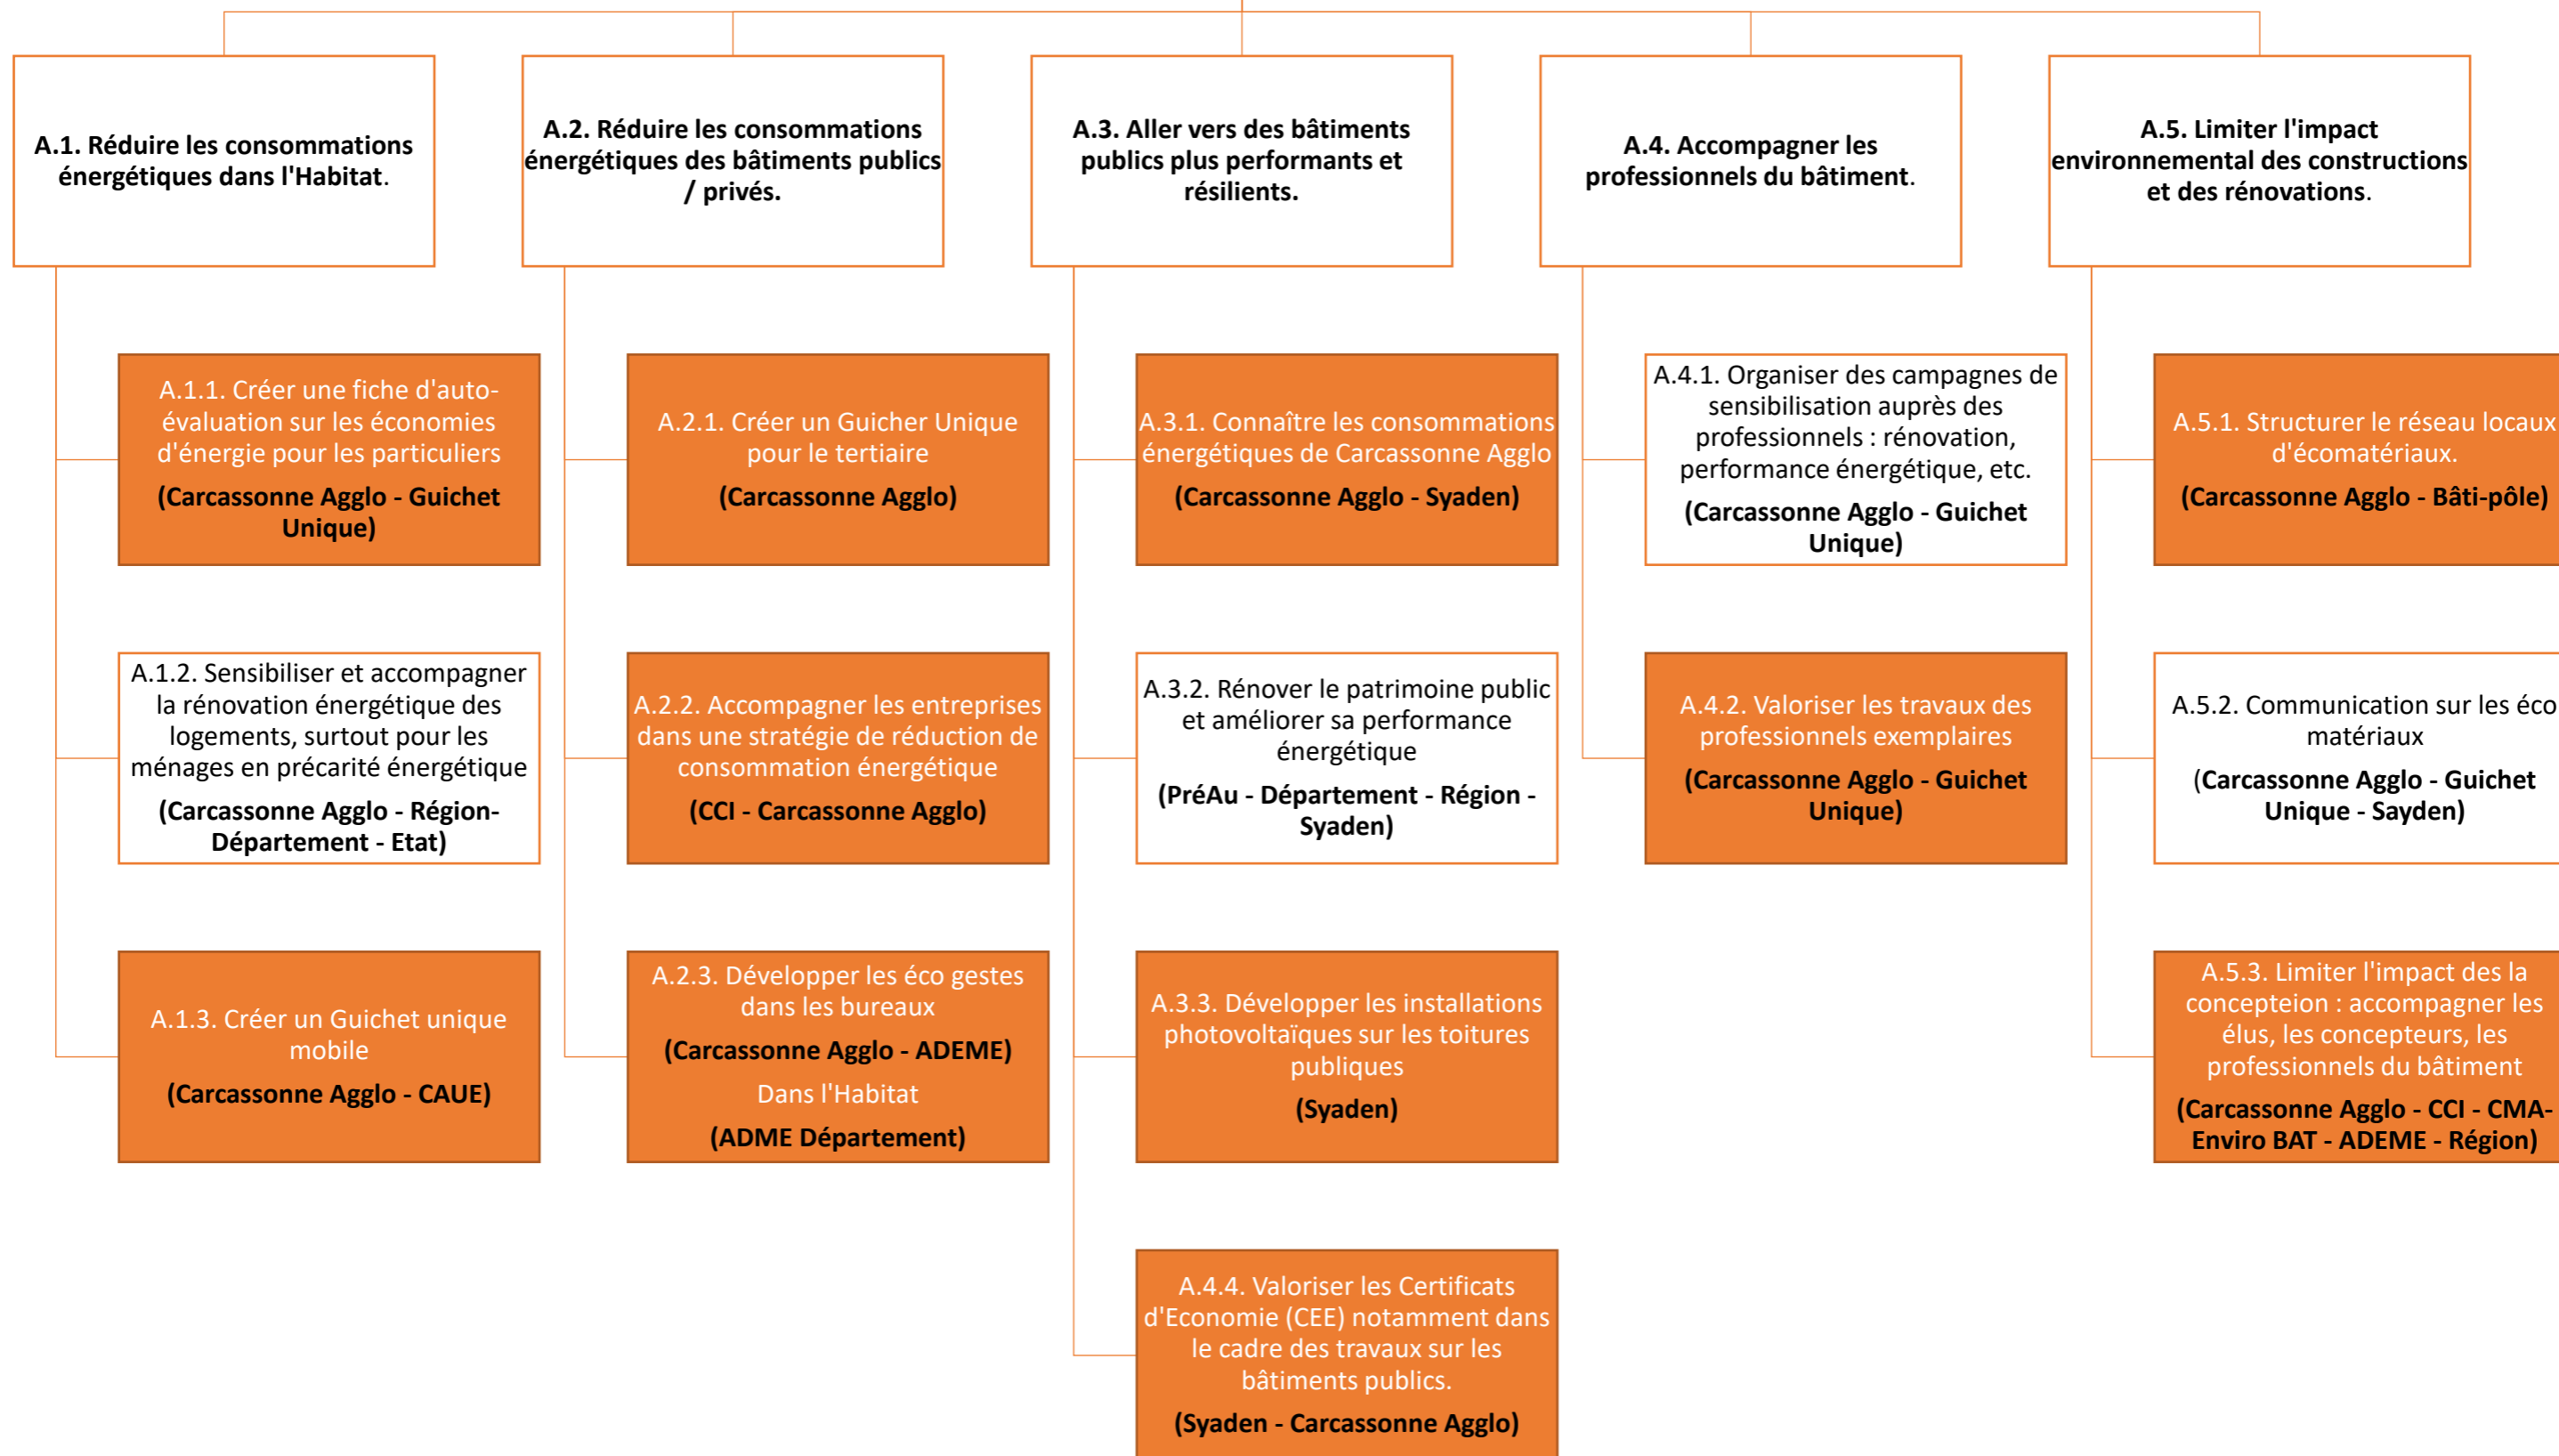 A.1. Réduire les consommations
énergétiques dans l'Habitat.
A.2. Réduire les consommations
énergétiques des bâtiments publics
/ privés.
A.3. Aller vers des bâtiments
publics plus performants et
résilients.
A.4. Accompagner les
professionnels du bâtiment.
A.5. Limiter l'impact
environnemental des constructions
et des rénovations.
A.1.1. Créer une fiche d'auto-
évaluation sur les économies
d'énergie pour les particuliers
(Carcassonne Agglo - Guichet
Unique)
A.2.1. Créer un Guicher Unique
pour le tertiaire
(Carcassonne Agglo)
A.3.1. Connaître les consommations
énergétiques de Carcassonne Agglo
(Carcassonne Agglo - Syaden)
A.4.1. Organiser des campagnes de
sensibilisation auprès des
professionnels : rénovation,
performance énergétique, etc.
(Carcassonne Agglo - Guichet
Unique)
A.5.1. Structurer le réseau locaux
d'écomatériaux.
(Carcassonne Agglo - Bâti-pôle)
A.1.2. Sensibiliser et accompagner
la rénovation énergétique des
logements, surtout pour les
ménages en précarité énergétique
(Carcassonne Agglo - Région-
Département - Etat)
A.2.2. Accompagner les entreprises
dans une stratégie de réduction de
consommation énergétique
(CCI - Carcassonne Agglo)
A.3.2. Rénover le patrimoine public
et améliorer sa performance
énergétique
(PréAu - Département - Région -
Syaden)
A.4.2. Valoriser les travaux des
professionnels exemplaires
(Carcassonne Agglo - Guichet
Unique)
A.5.2. Communication sur les éco
matériaux
(Carcassonne Agglo - Guichet
Unique - Sayden)
A.1.3. Créer un Guichet unique
mobile
(Carcassonne Agglo - CAUE)
A.2.3. Développer les éco gestes
dans les bureaux
(Carcassonne Agglo - ADEME)
Dans l'Habitat
(ADME Département)
A.3.3. Développer les installations
photovoltaïques sur les toitures
publiques
(Syaden)
A.5.3. Limiter l'impact des la
concepteion : accompagner les
élus, les concepteurs, les
professionnels du bâtiment
(Carcassonne Agglo - CCI - CMA-
Enviro BAT - ADEME - Région)
A.4.4. Valoriser les Certificats
d'Economie (CEE) notamment dans
le cadre des travaux sur les
bâtiments publics.
(Syaden - Carcassonne Agglo)